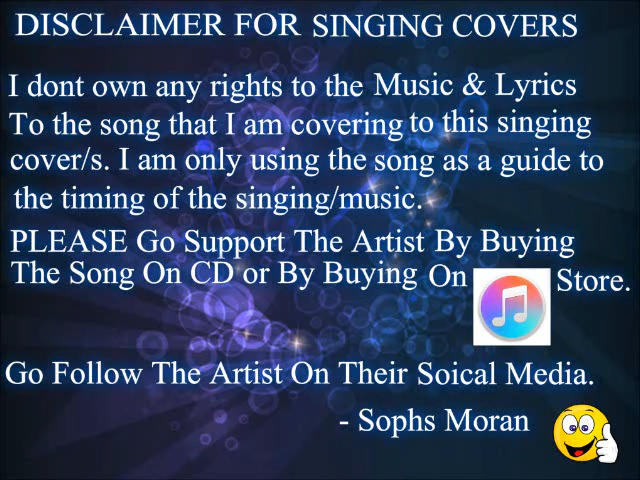 DISCLAIMER FOR SINGING COVERS
I dont own any rights to the Music & Lyrics
To the song that I am covering to this singing
cover/s. I am only using the song as a guide to
the timing of the singing/music.
PLEASE Go Support The Artist By Buying
The Song On CD or By Buying On Store.
Go Follow The Artist On Their Soical Media.
- Sophs Moran